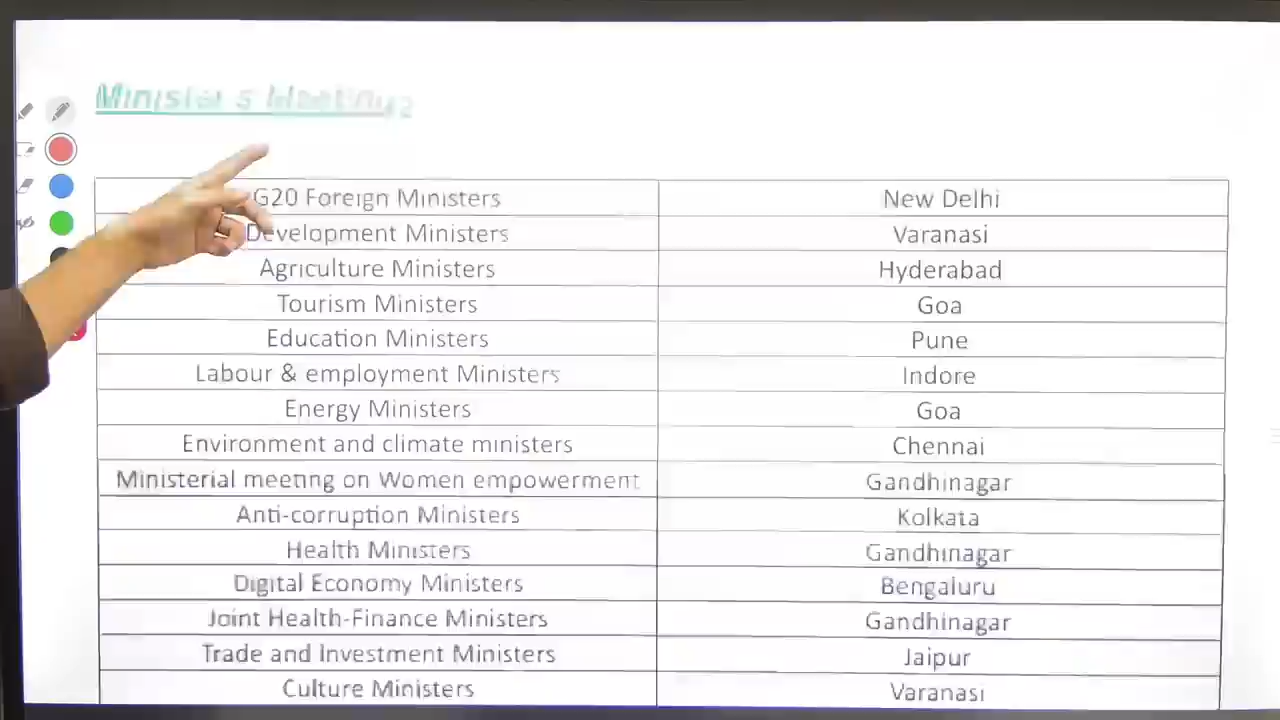 Minister's Meeting
G20 Foreign Ministers New Delhi
Development Ministers Varanasi
Agriculture Ministers Hyderabad
Tourism Ministers Goa
Education Ministers Pune
Labour & employment Ministers Indore
Energy Ministers Goa
Environment and climate ministers Chennai
Ministerial meeting on Women empowerment Gandhinagar
Anti-corruption Ministers Kolkata
Health Ministers Gandhinagar
Digital Economy Ministers Bengaluru
Joint Health-Finance Ministers Gandhinagar
Trade and Investment Ministers Jaipur
Culture Ministers Varanasi